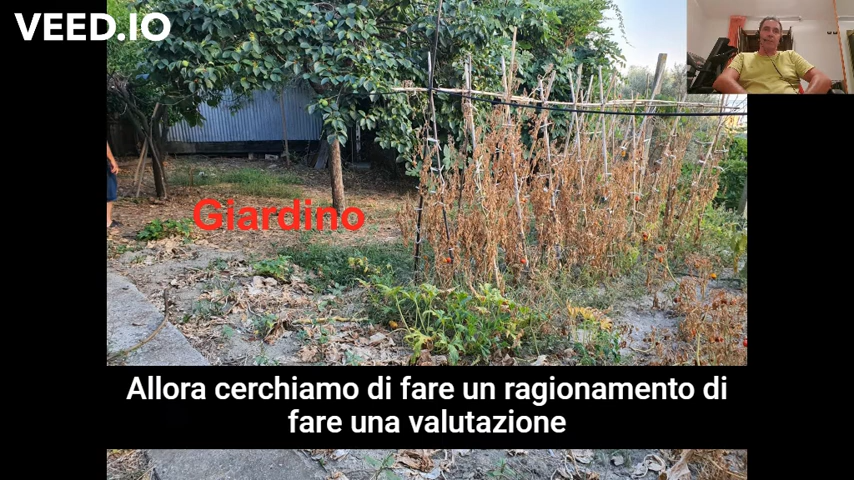 VEED.IO
Giardino
Allora cerchiamo di fare un ragionamento di
fare una valutazione